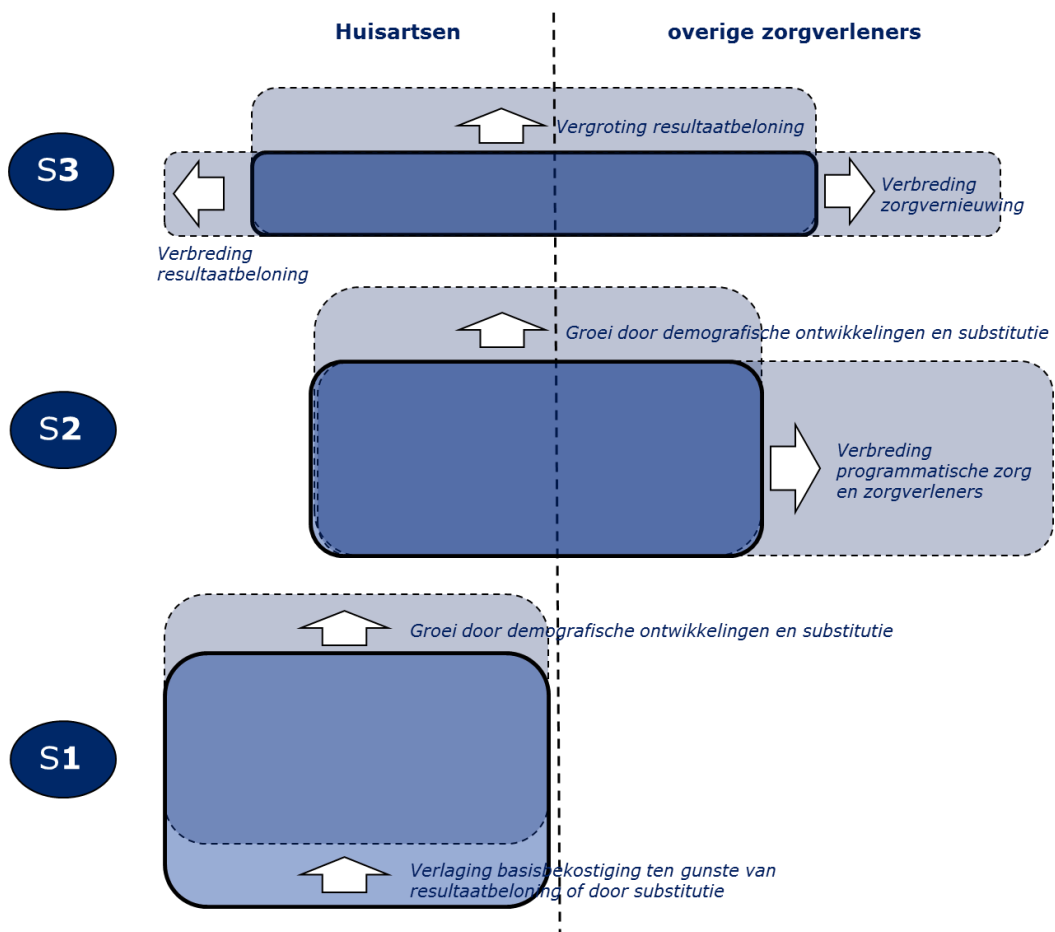 Huisartsen
overige zorgverleners
S3
Vergroting resultaatbeloning
Verbreding
zorgvernieuwing
Verbreding
resultaatbeloning
S2
Groei door demografische ontwikkelingen en substitutie
Verbreding
programmatische zorg
en zorgverleners
Groei door demografische ontwikkelingen en substitutie
S1
Verlaging basisbekostiging ten gunste van
resultaatbeloning of door substitutie